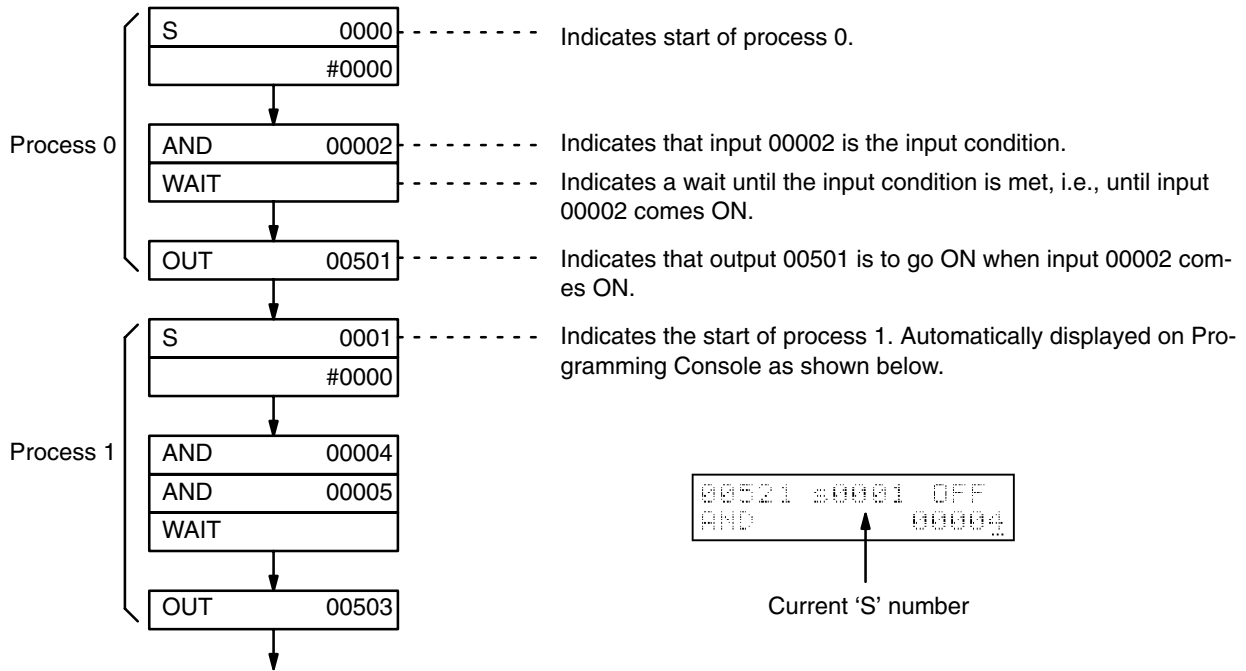 S 0000 Indicates start of process 0.
#0000
Process 0
AND 00002 Indicates that input 00002 is the input condition.
WAIT Indicates a wait until the input condition is met, i.e., until input
00002 comes ON.
OUT 00501 Indicates that output 00501 is to go ON when input 00002 com-
es ON.
S 0001 Indicates the start of process 1. Automatically displayed on Pro-
#0000 gramming Console as shown below.
Process 1
AND 00004
AND 00005
WAIT
OUT 00503
00521 s0001 OFF
AND 00004
Current ‘S’ number